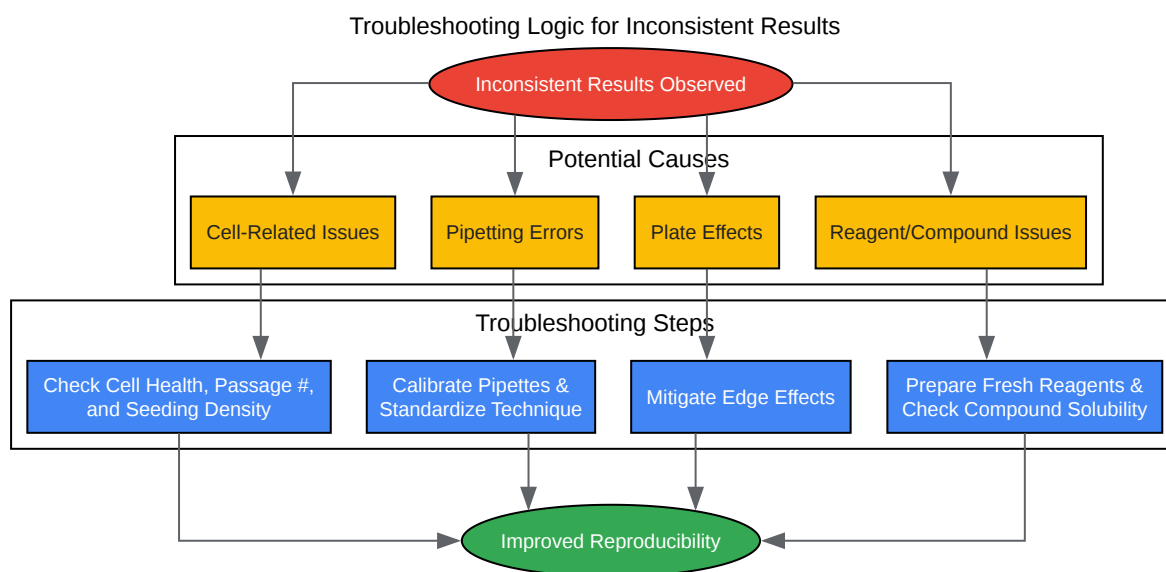 Troubleshooting Logic for Inconsistent Results
Inconsistent Results Observed
Potential Causes
Cell-Related Issues
Pipetting Errors
Plate Effects
Reagent/Compound Issues
Troubleshooting Steps
Check Cell Health, Passage #,
and Seeding Density
Calibrate Pipettes &
Standardize Technique
Mitigate Edge Effects
Prepare Fresh Reagents &
Check Compound Solubility
Improved Reproducibility